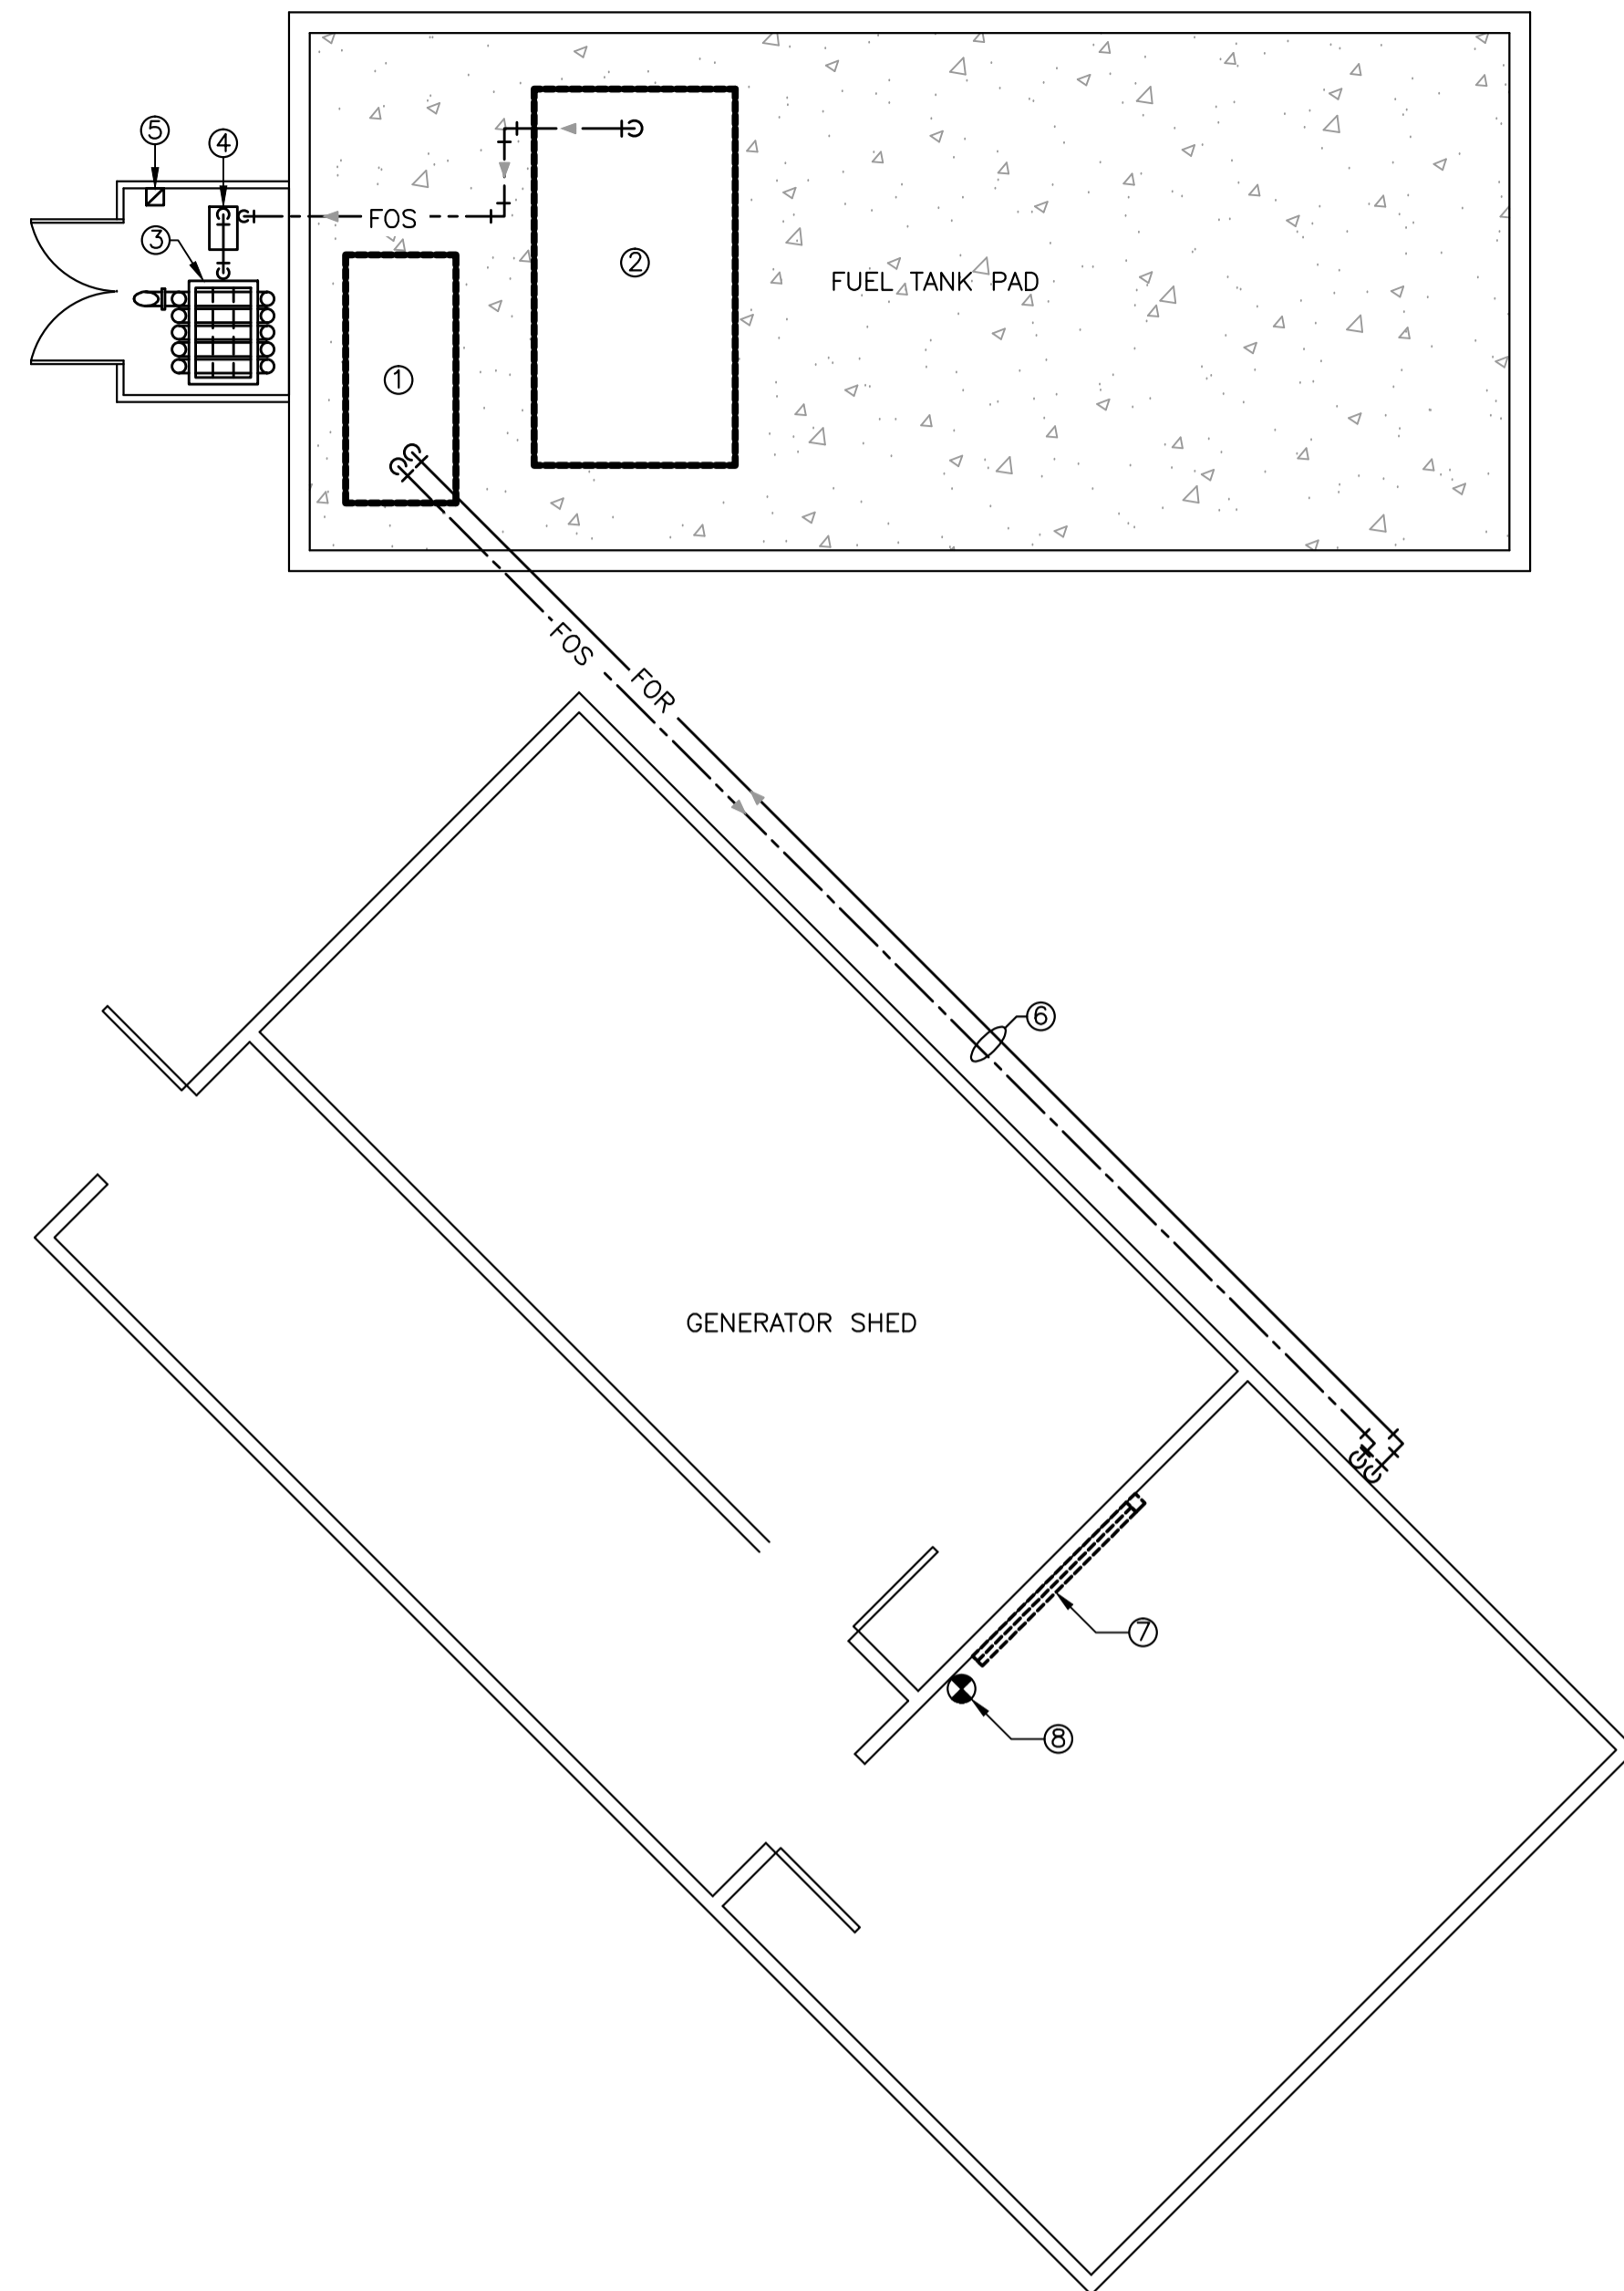 ⑤
④
FOS
③
②
FUEL TANK PAD
①
FOS
FOR
⑥
GENERATOR SHED
⑦
⑧